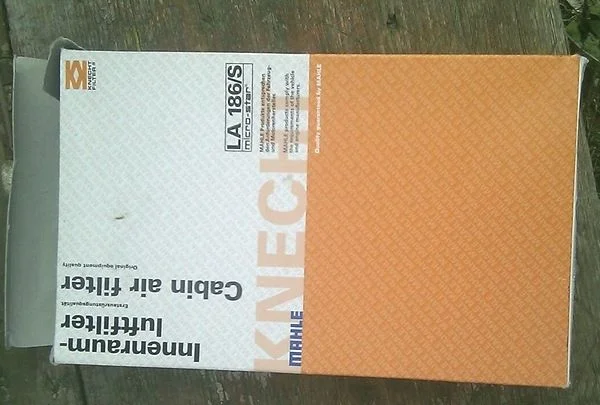 KNECHT
FILTER®
LA 186/S
micro-star®
MAHLE Produkte entsprechen
den Anforderungen der Fahrzeug-
und Motorenhersteller.
MAHLE products comply with
the requirements of the vehicle
and engine manufacturers.
Quality guaranteed by MAHLE
KNECH
MAHLE
Innenraum-
luftfilter
Erstausrüstungsqualität
Cabin air filter
Original equipment quality